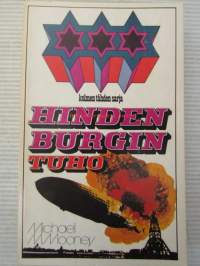 kolmen tähden sarja
HINDEN
BURGIN
TUHO
Michael
Mooney